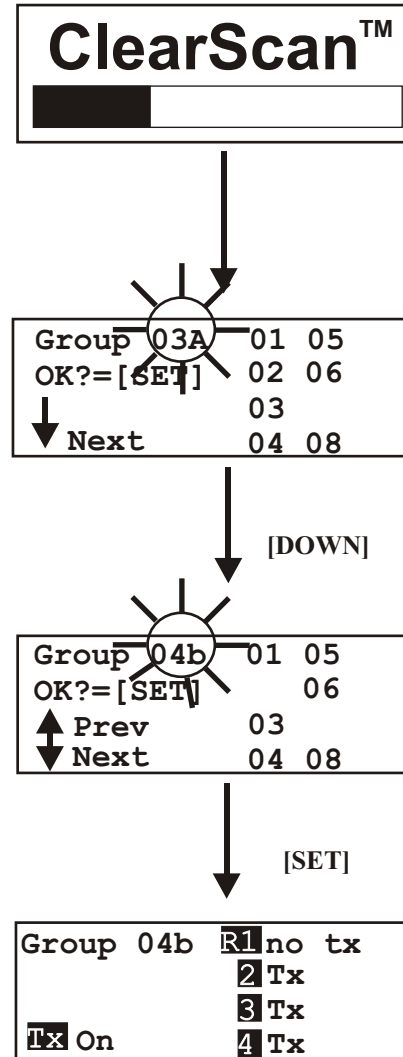 ClearScan™
Group 03A 01 05
OK?=[SET] 02 06
03
Next 04 08
[DOWN]
Group 04b 01 05
OK?=[SET] 06
Prev 03
Next 04 08
[SET]
Group 04b R1 no tx
2 Tx
3 Tx
Tx On 4 Tx